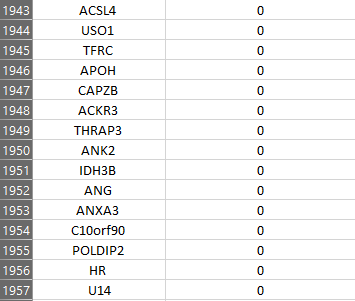 1943 ACSL4 0
1944 USO1 0
1945 TFRC 0
1946 APOH 0
1947 CAPZB 0
1948 ACKR3 0
1949 THRAP3 0
1950 ANK2 0
1951 IDH3B 0
1952 ANG 0
1953 ANXA3 0
1954 C10orf90 0
1955 POLDIP2 0
1956 HR 0
1957 U14 0